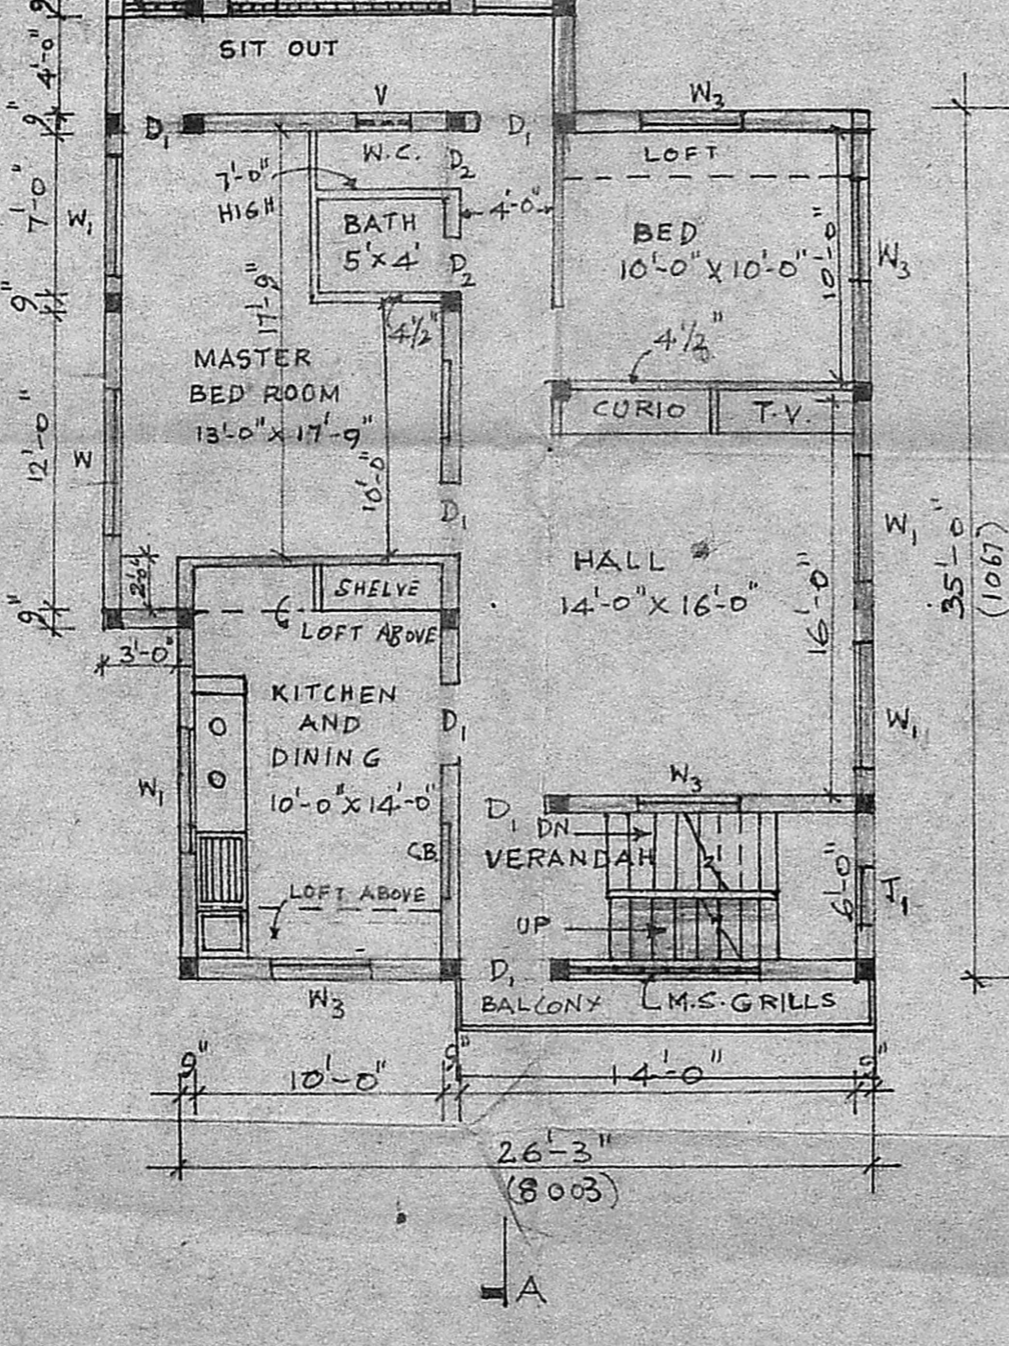 SIT OUT
4'-0"
9"
9"
V
W3
D1
D1
W.C.
D2
LOFT
7'-0"
HIGH
7'-0"
W1
4'-0"
BATH
5'X4'
BED
10'-0" X 10'-0"
10'-0"
W3
D2
9"
17'-9"
4½"
4½"
MASTER
BED ROOM
13'-0" X 17'-9"
CURIO
T.V.
12'-0"
W
10'-0"
D1
W1
35'-0"
(1067
HALL
14'-0" X 16'-0"
16'-0"
2'-0"
SHELVE
9"
LOFT ABOVE
3'-0"
KITCHEN
AND
DINING
10'-0" X 14'-0"
D1
W1
W1
W3
D1
DN
VERANDAH
C.B.
6'-0"
J1
LOFT ABOVE
UP
D1
W3
BALCONY
M.S. GRILLS
9"
10'-0"
9"
14'-0"
9"
26'-3"
(8003)
A